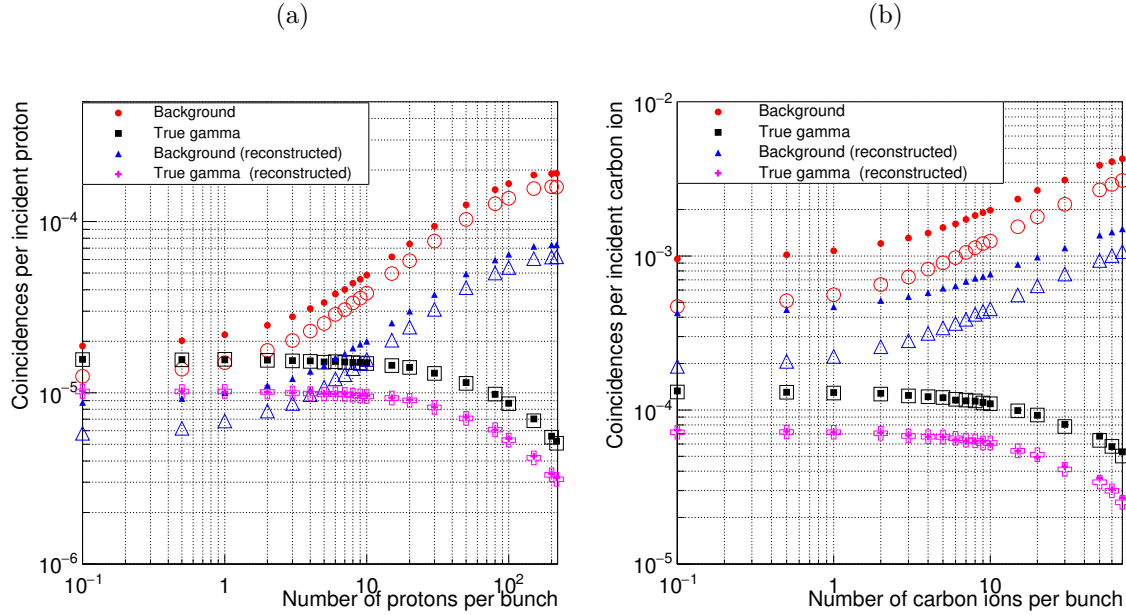 (a)
(b)
Coincidences per incident proton
Background
True gamma
Background (reconstructed)
True gamma (reconstructed)
10⁻⁴
10⁻⁵
10⁻⁶
10⁻¹ 1 10 10²
Number of protons per bunch
Coincidences per incident carbon ion
10⁻²
Background
True gamma
Background (reconstructed)
True gamma (reconstructed)
10⁻³
10⁻⁴
10⁻⁵
10⁻¹ 1 10
Number of carbon ions per bunch